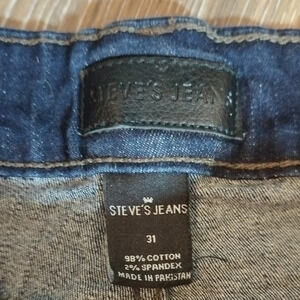 STEVE'S JEANS
STEVE'S JEANS
31
98% COTTON
2% SPANDEX
MADE IN PAKISTAN